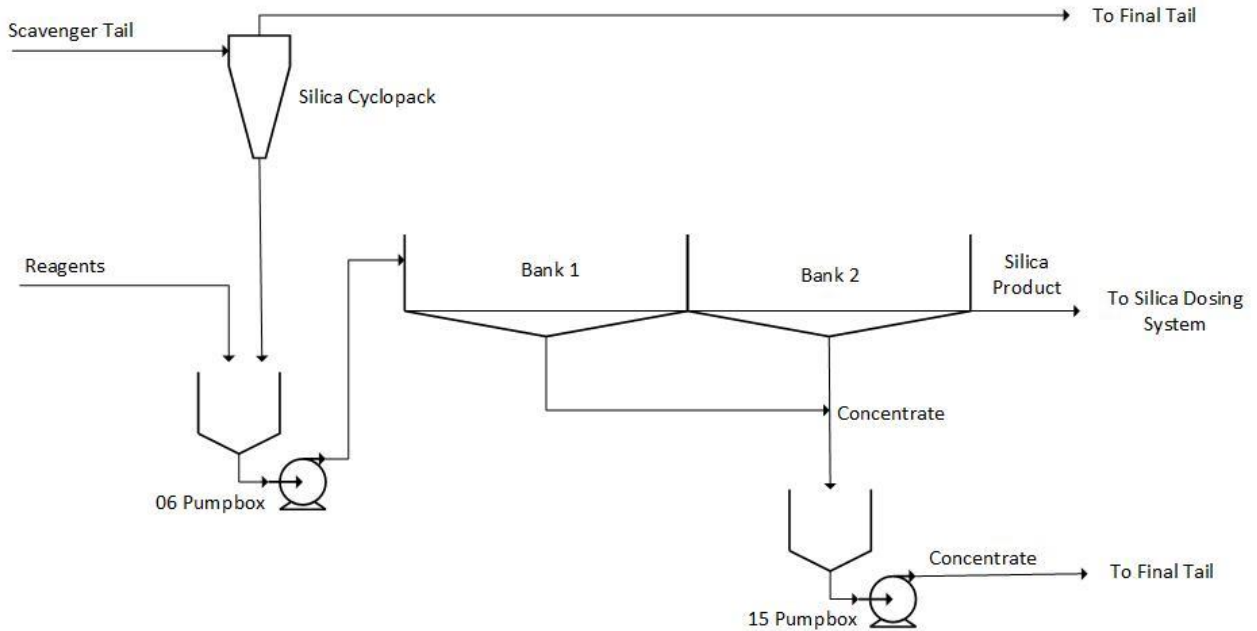 To Final Tail
Scavenger Tail
Silica Cyclopack
Reagents
Bank 1
Bank 2
Silica
Product
To Silica Dosing
System
Concentrate
06 Pumpbox
Concentrate
To Final Tail
15 Pumpbox